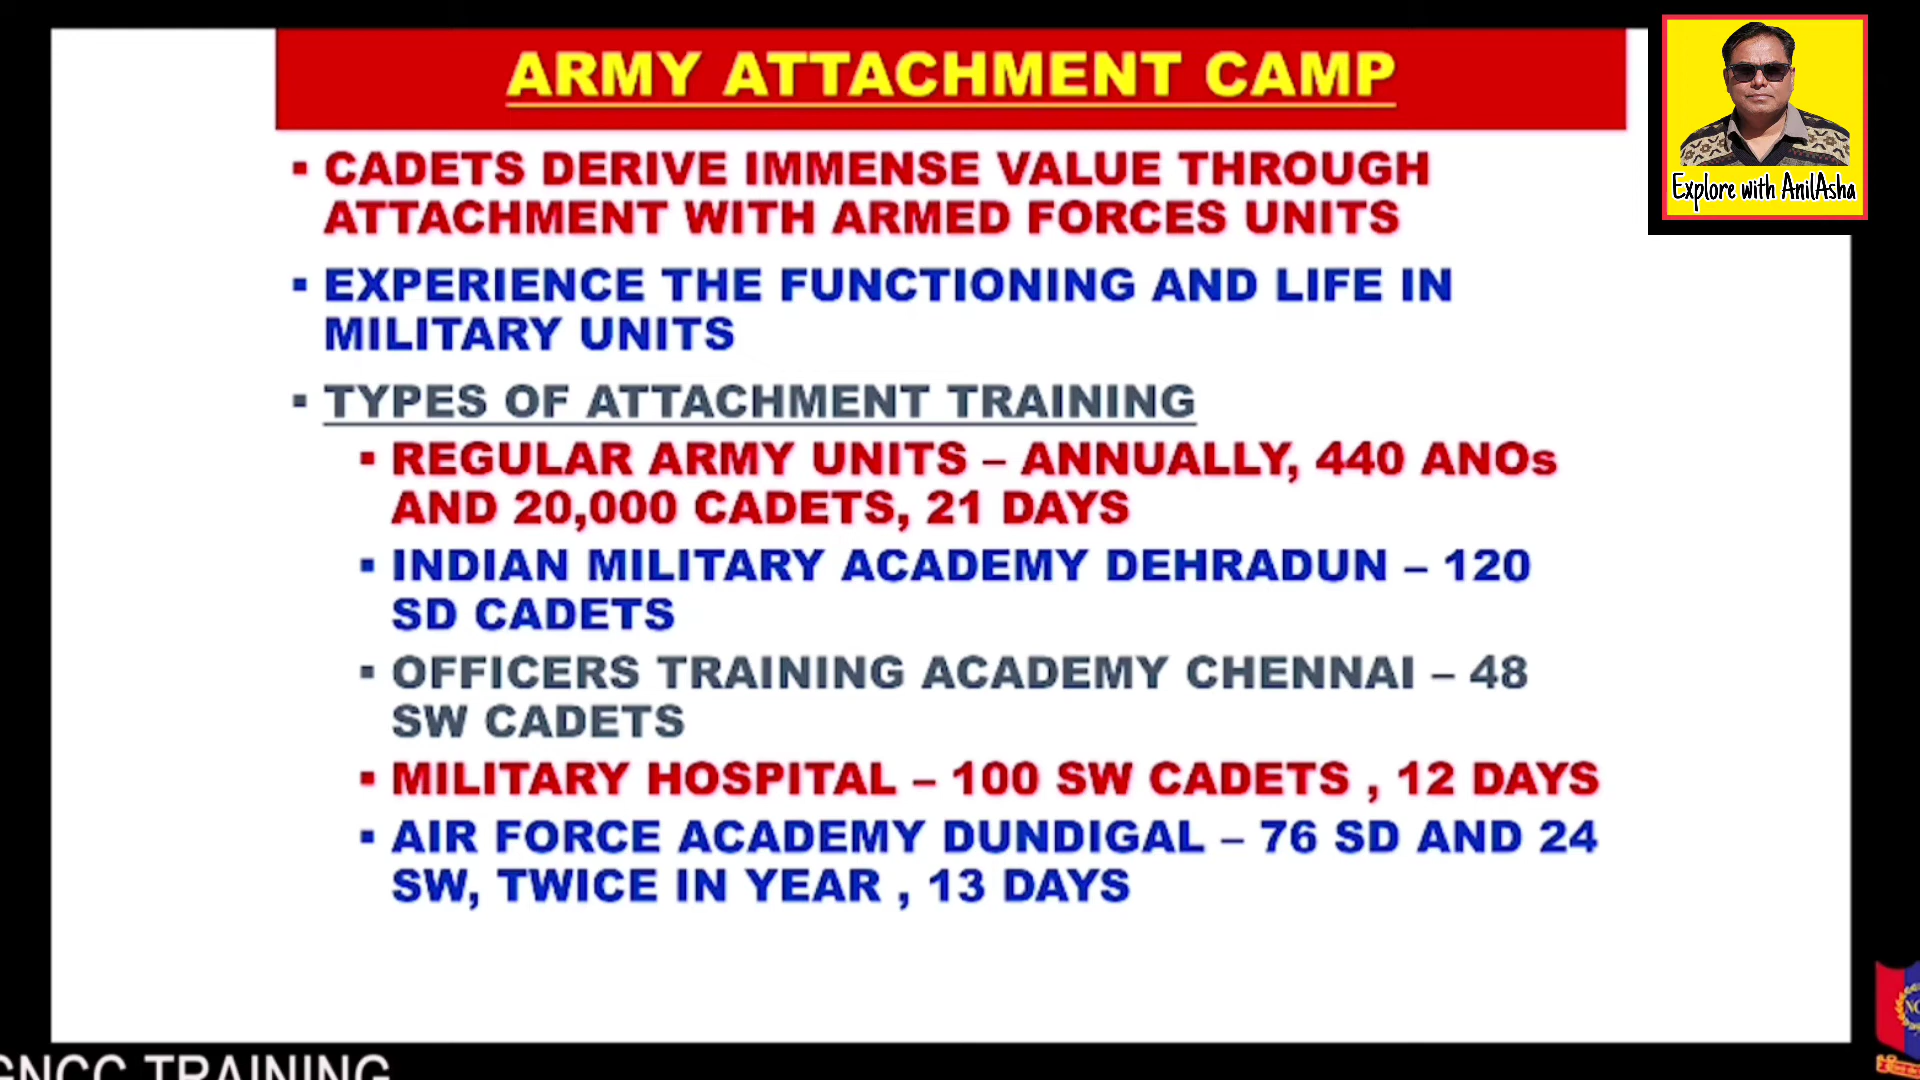 ARMY ATTACHMENT CAMP
Explore with AnilAsha
▪ CADETS DERIVE IMMENSE VALUE THROUGH
ATTACHMENT WITH ARMED FORCES UNITS
▪ EXPERIENCE THE FUNCTIONING AND LIFE IN
MILITARY UNITS
▪ TYPES OF ATTACHMENT TRAINING
▪ REGULAR ARMY UNITS – ANNUALLY, 440 ANOs
AND 20,000 CADETS, 21 DAYS
▪ INDIAN MILITARY ACADEMY DEHRADUN – 120
SD CADETS
▪ OFFICERS TRAINING ACADEMY CHENNAI – 48
SW CADETS
▪ MILITARY HOSPITAL – 100 SW CADETS , 12 DAYS
▪ AIR FORCE ACADEMY DUNDIGAL – 76 SD AND 24
SW, TWICE IN YEAR , 13 DAYS
GNCC TRAINING